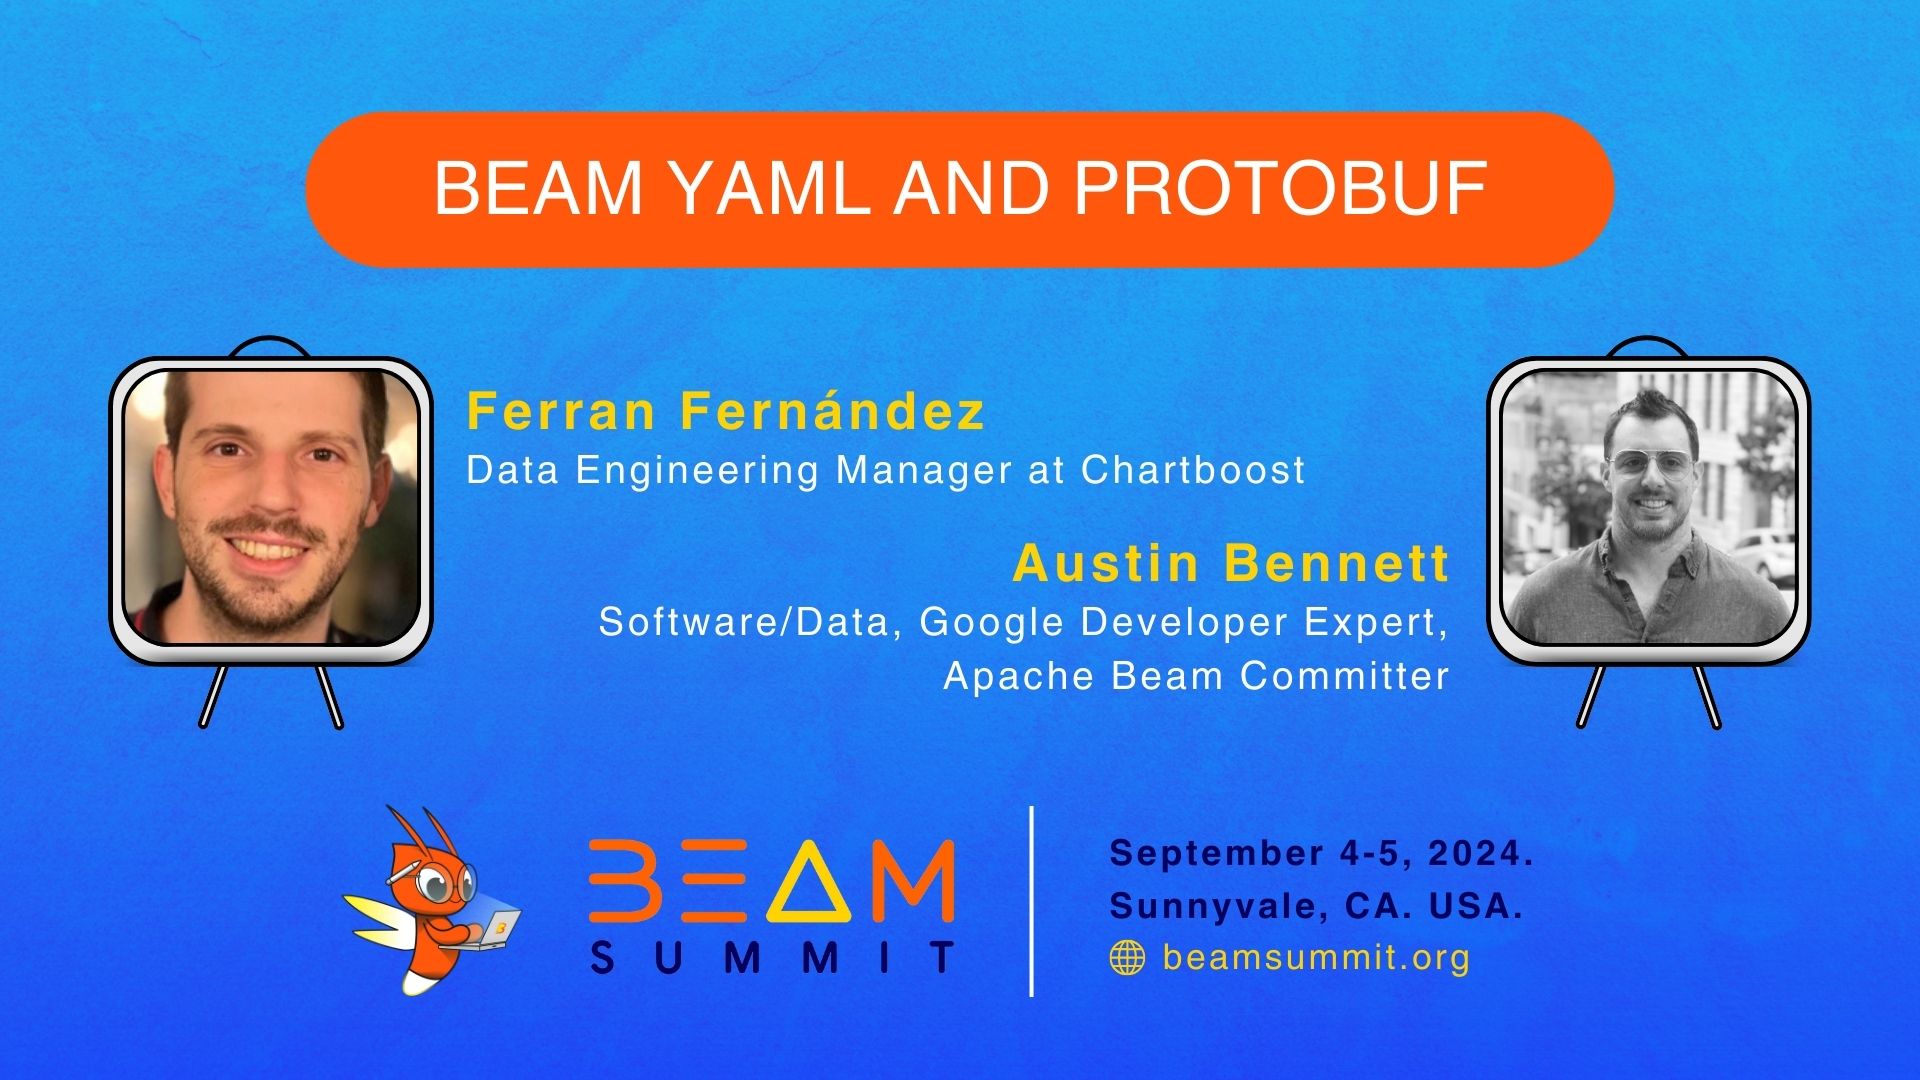 BEAM YAML AND PROTOBUF
Ferran Fernández
Data Engineering Manager at Chartboost
Austin Bennett
Software/Data, Google Developer Expert,
Apache Beam Committer
BEAM
SUMMIT
September 4-5, 2024.
Sunnyvale, CA. USA.
beamsummit.org